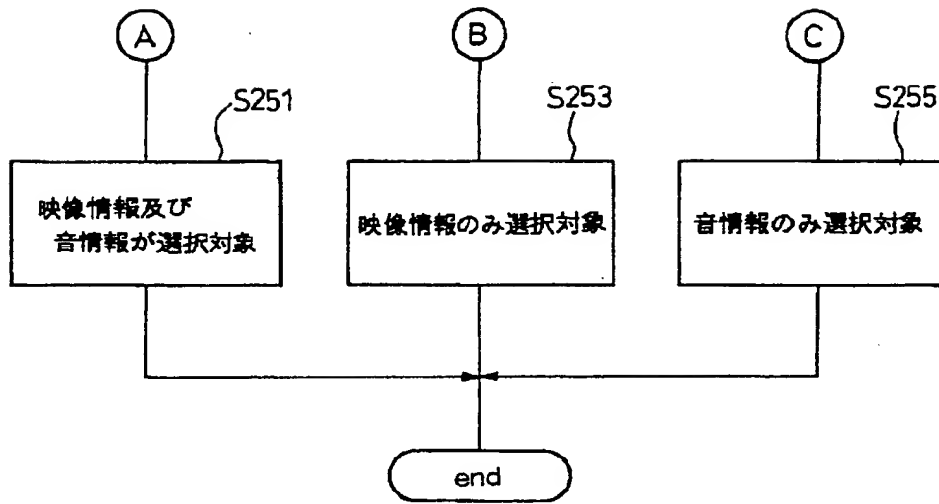 A
B
C
S251
S253
S255
映像情報及び
音情報が選択対象
映像情報のみ選択対象
音情報のみ選択対象
end